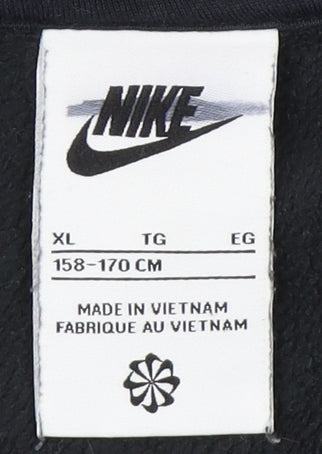 NIKE
XL TG EG
158-170 CM
MADE IN VIETNAM
FABRIQUE AU VIETNAM